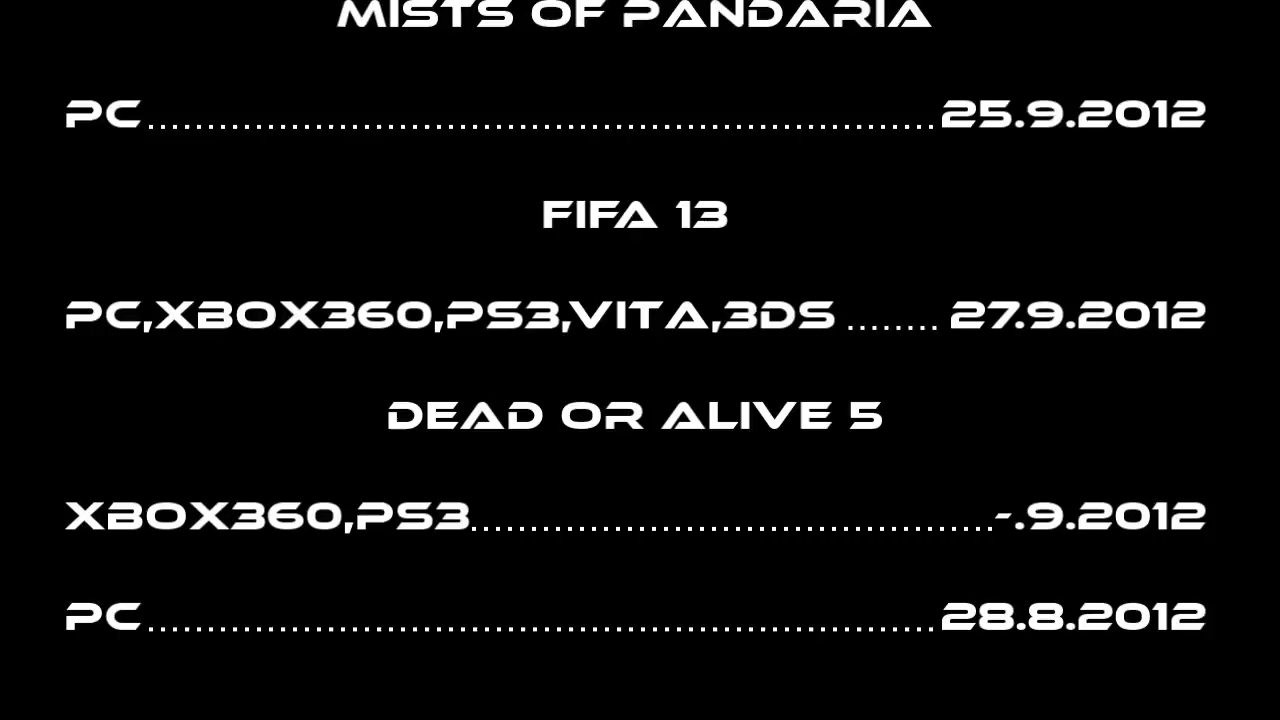 MISTS OF PANDARIA
PC.................................................................25.9.2012
FIFA 13
PC,XBOX360,PS3,VITA,3DS ........ 27.9.2012
DEAD OR ALIVE 5
XBOX360,PS3............................................-.9.2012
PC.................................................................28.8.2012